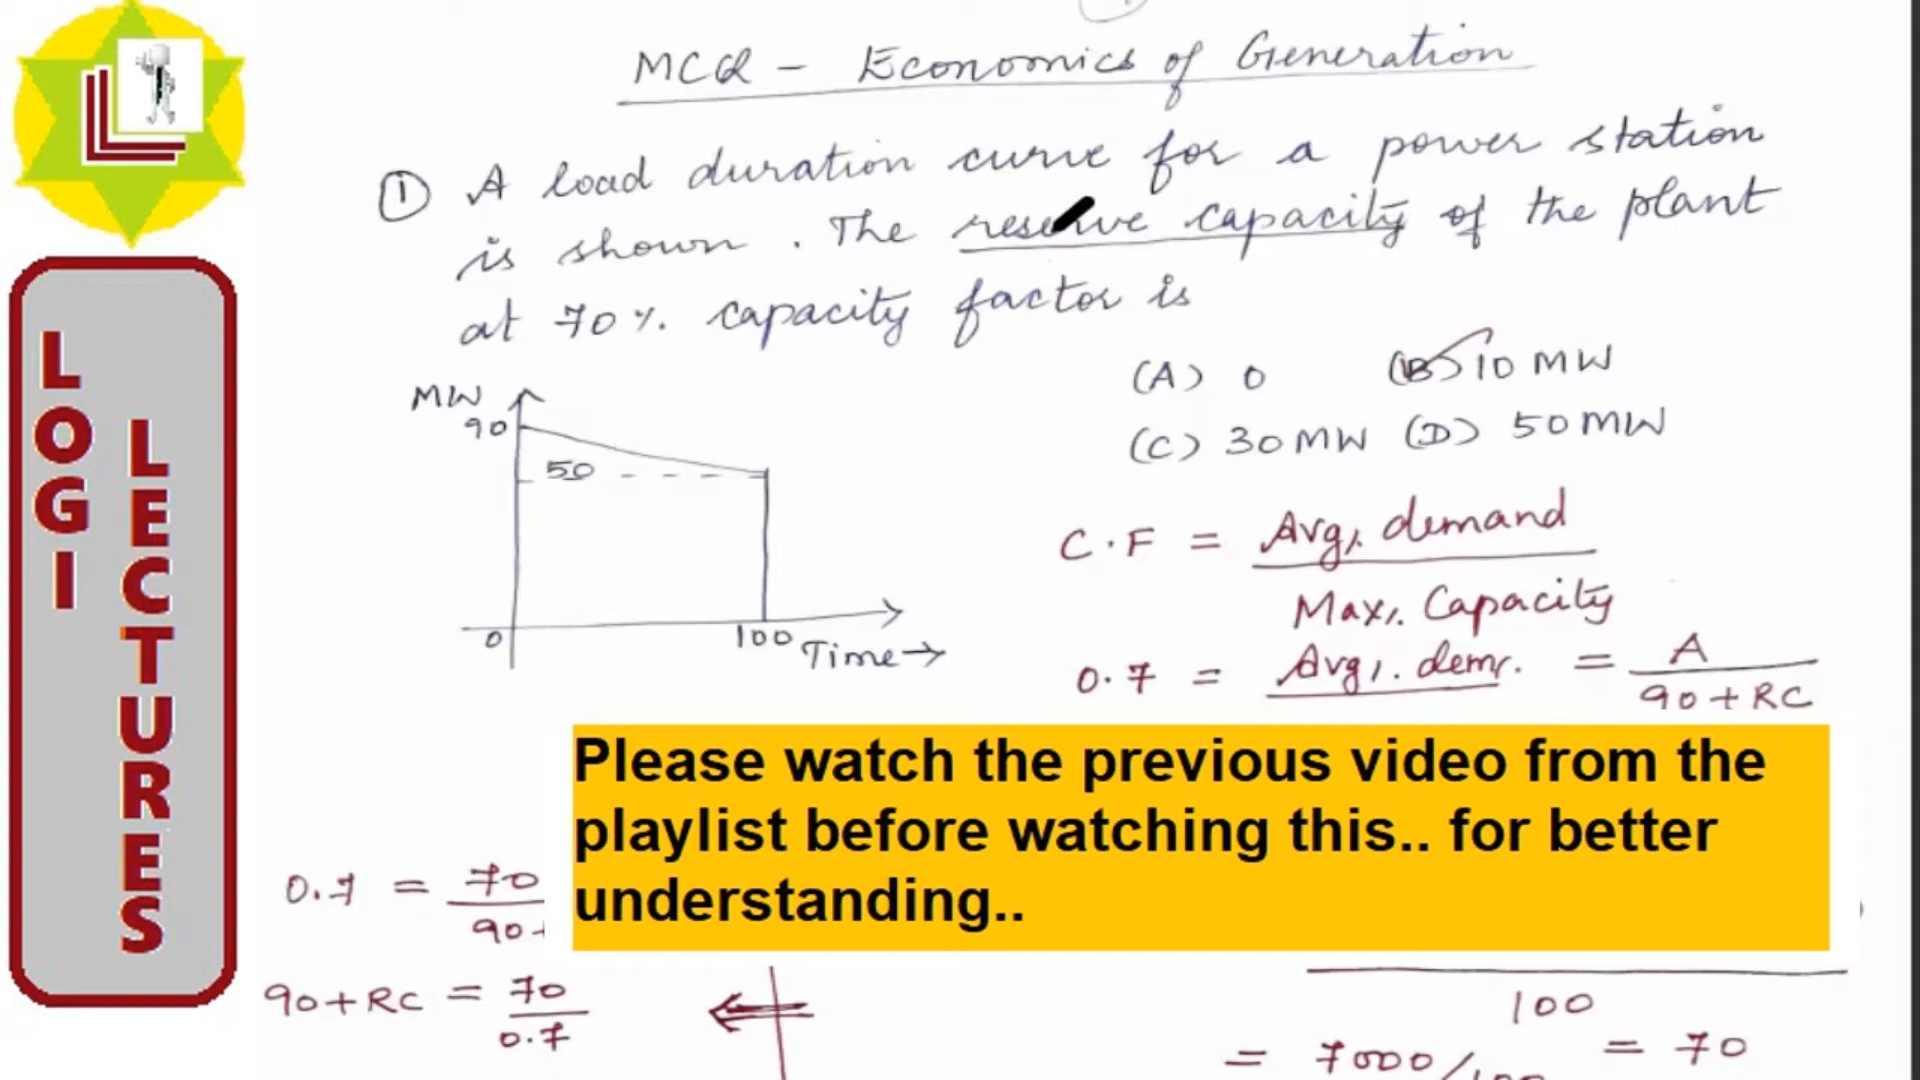 MCQ - Economics of Generation
① A load duration curve for a power station
is shown. The reserve capacity of the plant
at 70%. capacity factor is
(A) 0 (B) 10 MW
(C) 30 MW (D) 50 MW
MW
90
50
0
100
Time→
C.F = Avg. demand
Max. Capacity
0.7 = Avg. dem. = A
90+RC
LOGI
LECTURES
Please watch the previous video from the
playlist before watching this.. for better
understanding..
0.7 = 70
90
90+RC = 70
0.7
100
= 7000/100 = 70